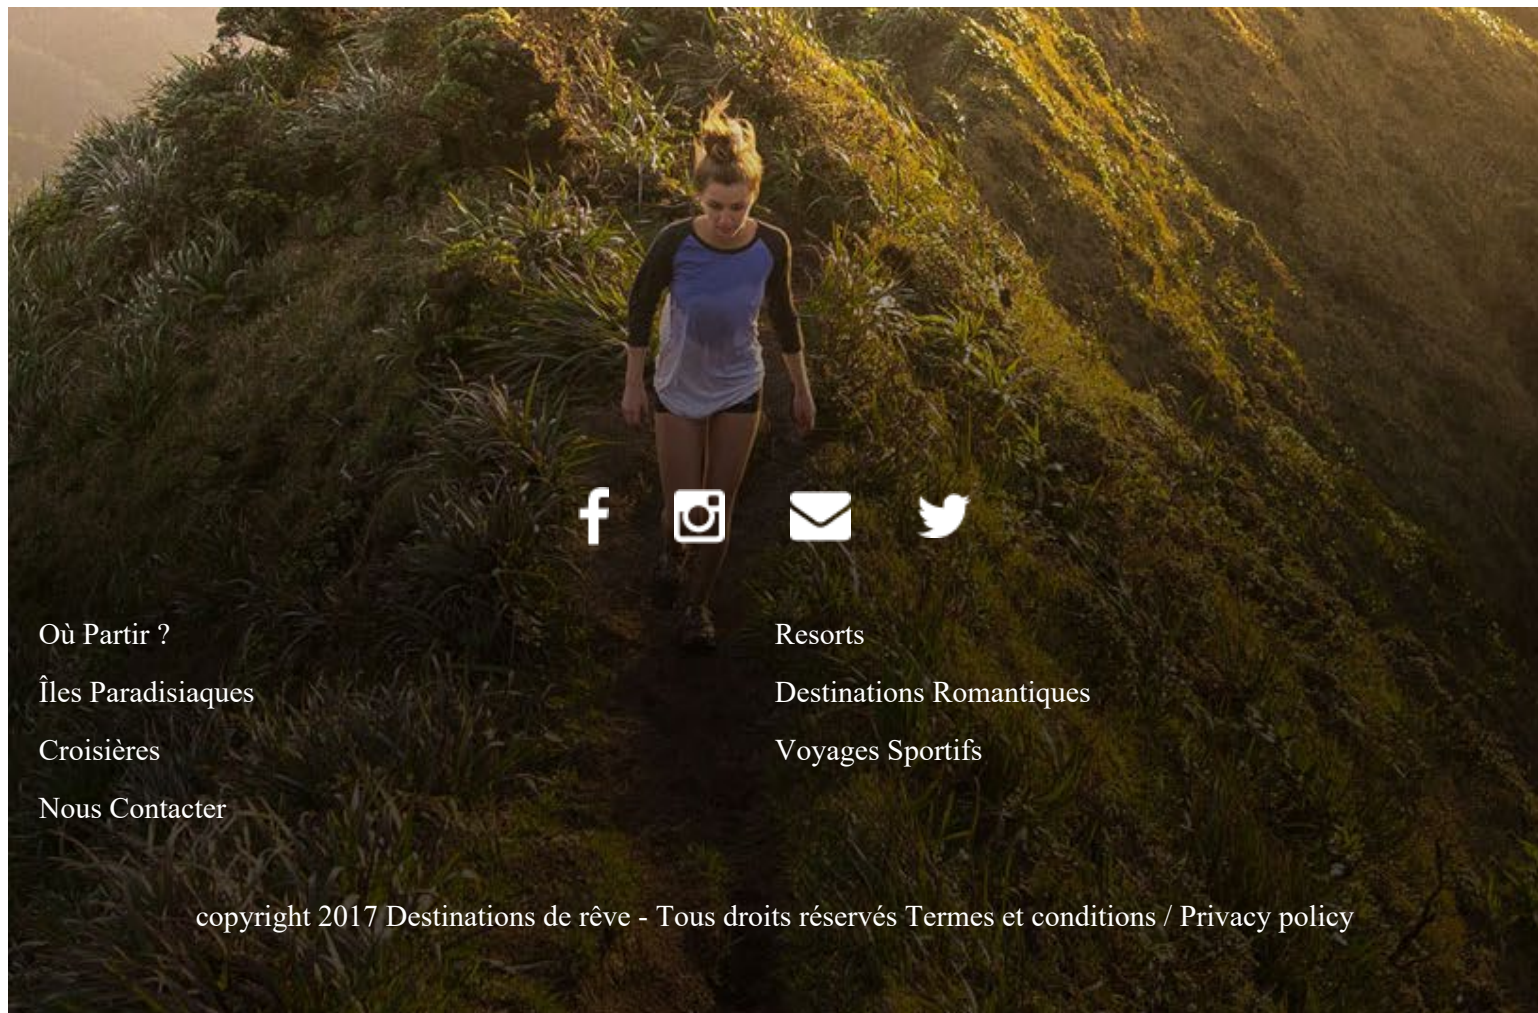 Où Partir ?
Îles Paradisiaques
Croisières
Nous Contacter
Resorts
Destinations Romantiques
Voyages Sportifs
copyright 2017 Destinations de rêve - Tous droits réservés Termes et conditions / Privacy policy